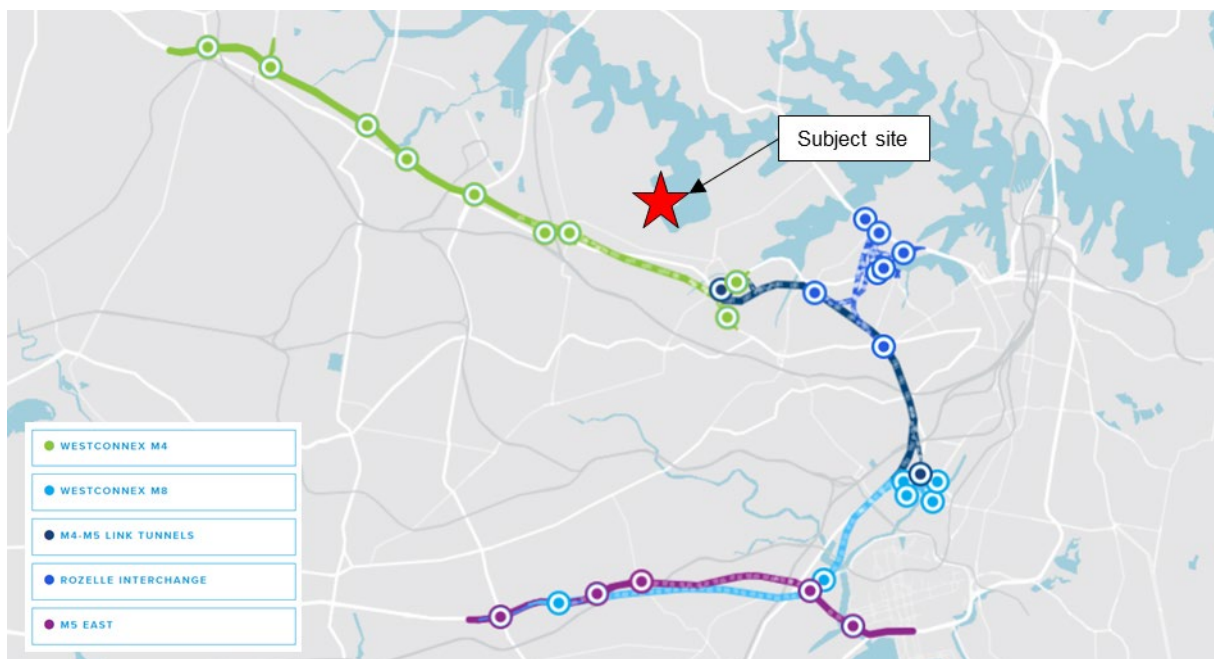 Subject site
WESTCONNEX M4
WESTCONNEX M8
M4-M5 LINK TUNNELS
ROZELLE INTERCHANGE
M5 EAST